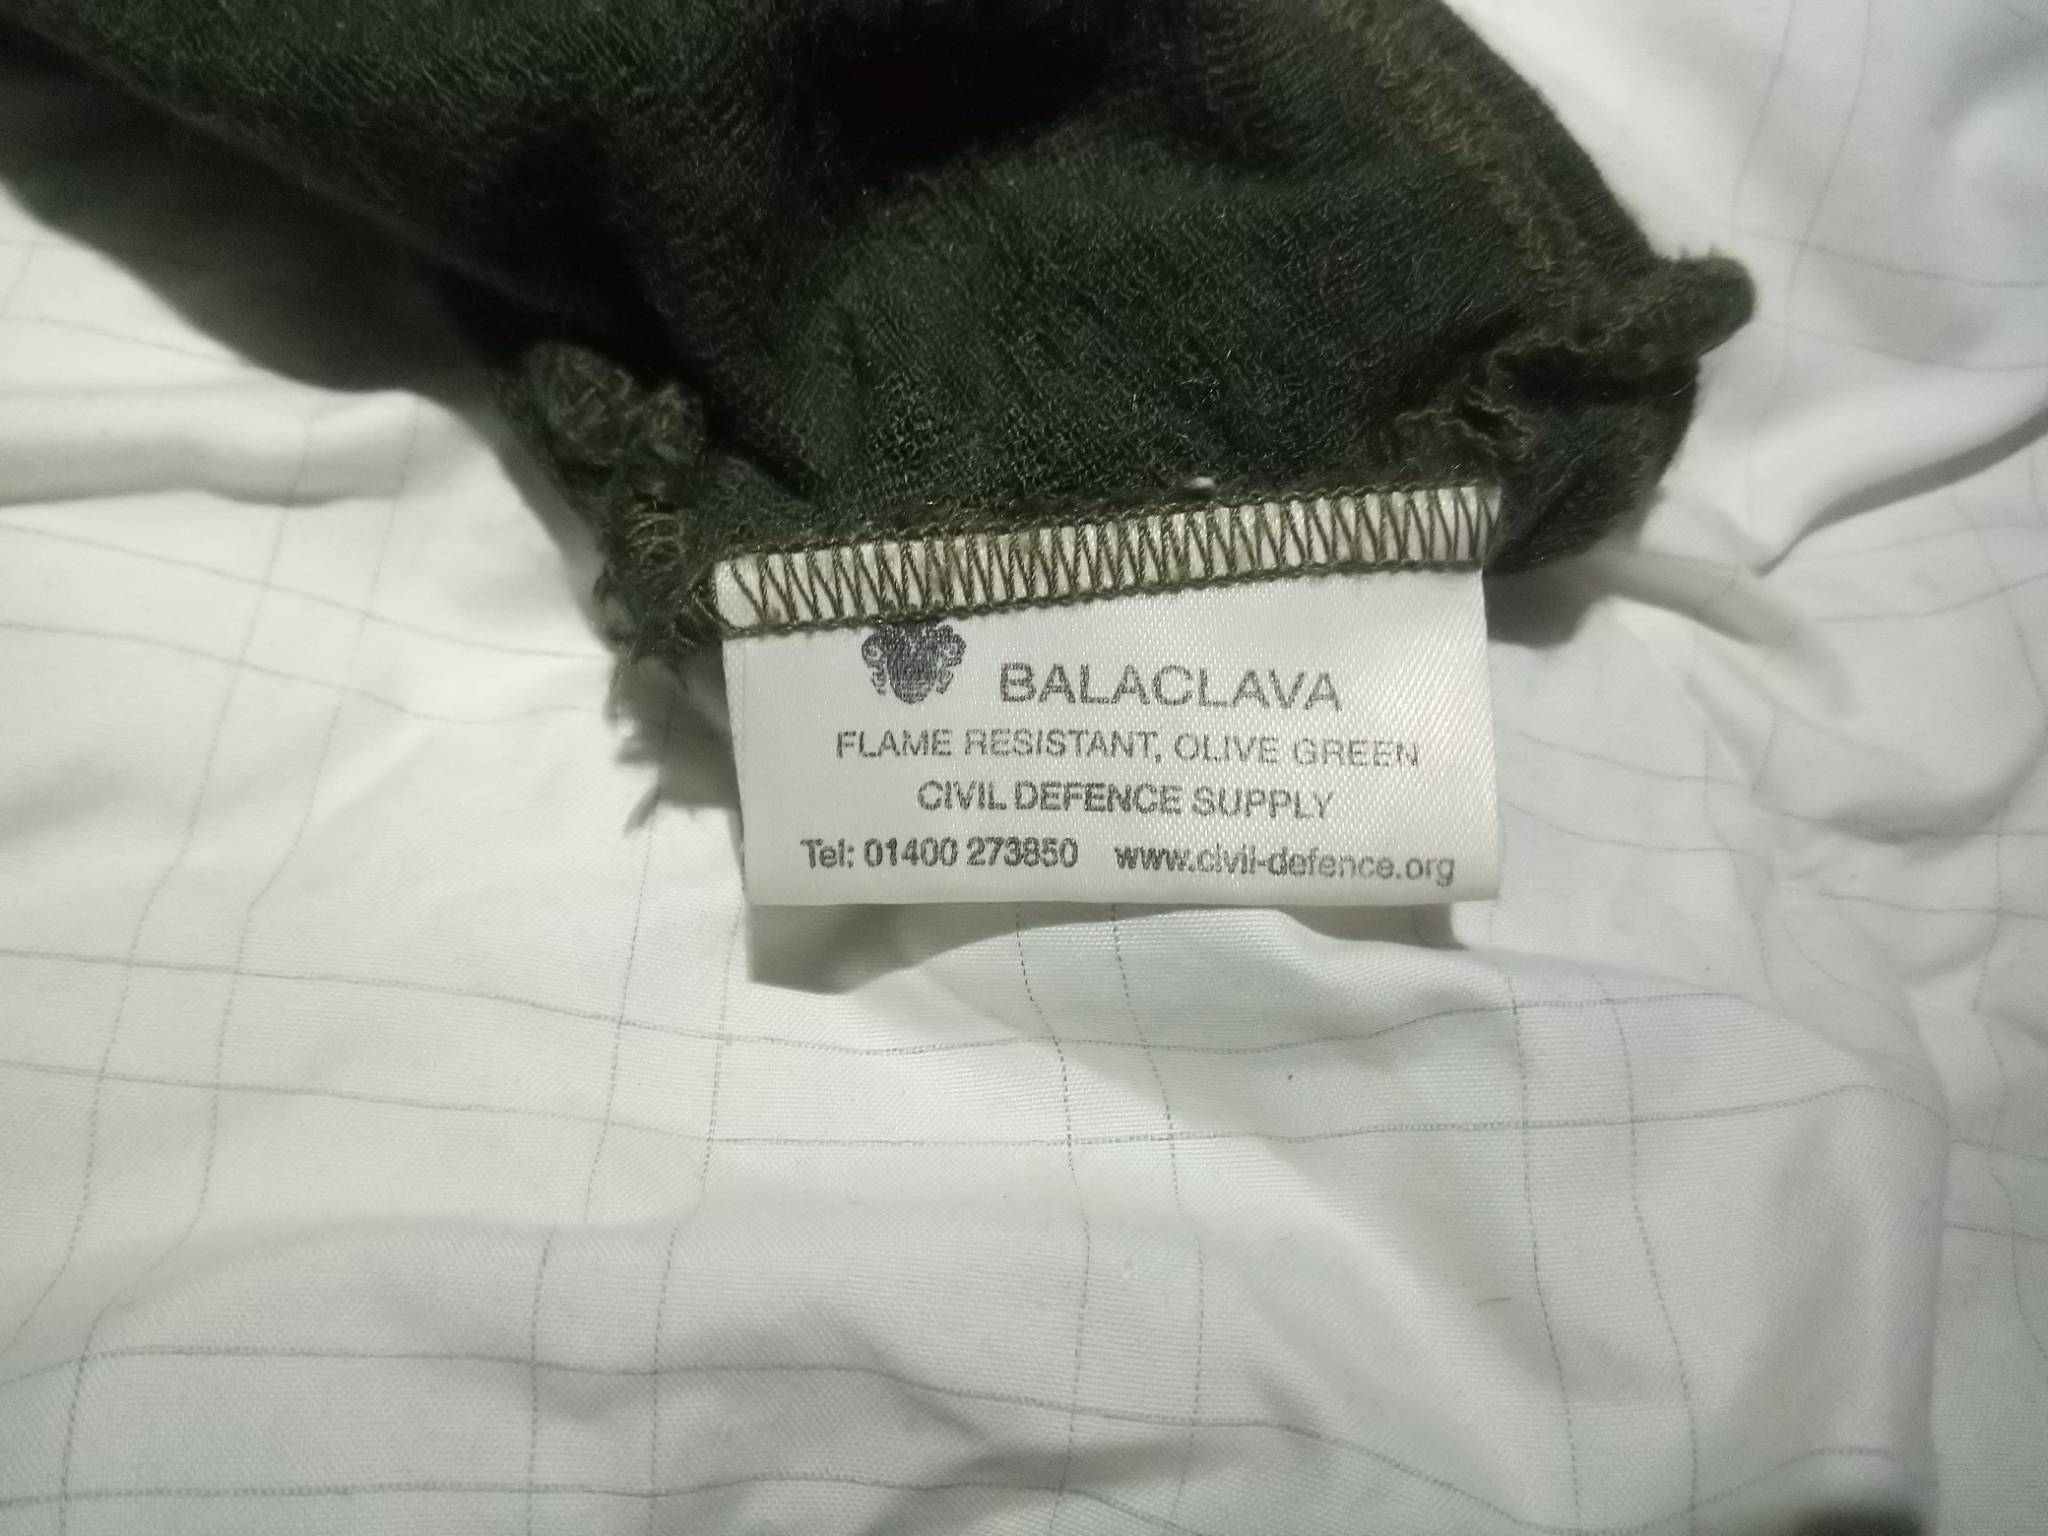 BALACLAVA
FLAME RESISTANT, OLIVE GREEN
CIVIL DEFENCE SUPPLY
Tel: 01400 273850 www.civil-defence.org